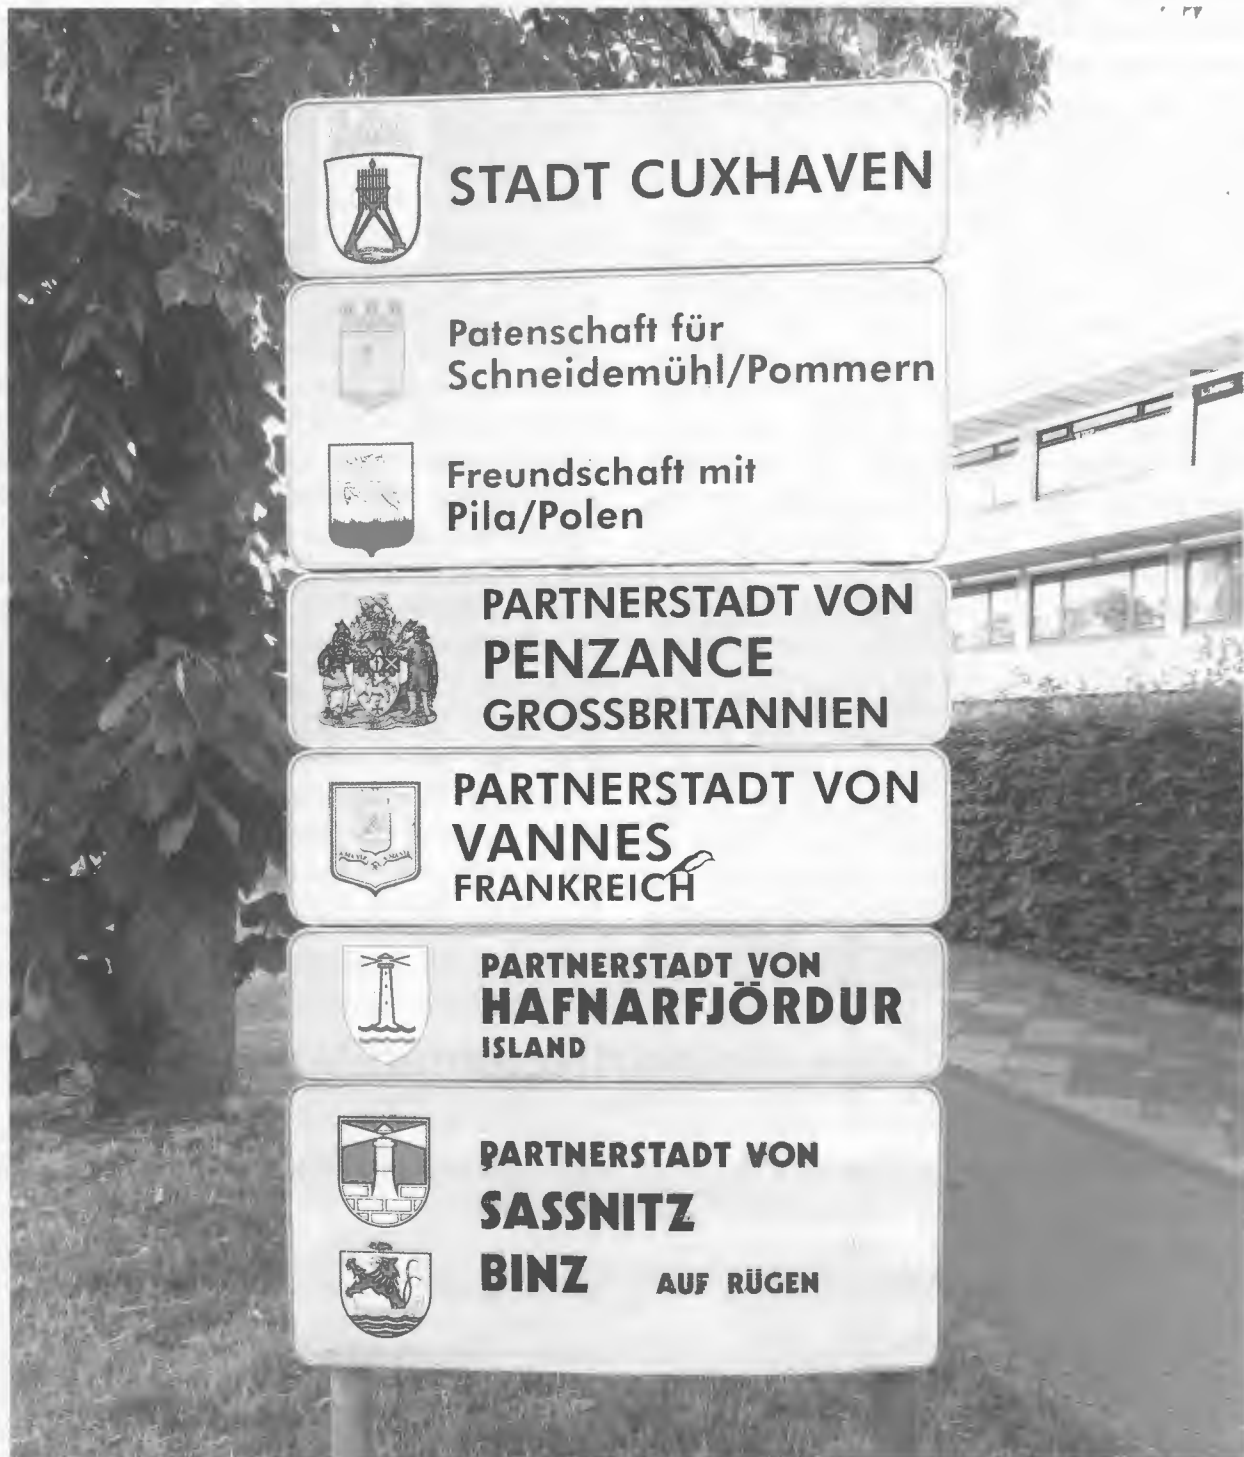 STADT CUXHAVEN
Patenschaft für
Schneidemühl/Pommern
Freundschaft mit
Pila/Polen
PARTNERSTADT VON
PENZANCE
GROSSBRITANNIEN
PARTNERSTADT VON
VANNES
FRANKREICH
PARTNERSTADT VON
HAFNARFJÖRDUR
ISLAND
PARTNERSTADT VON
SASSNITZ
BINZ AUF RÜGEN